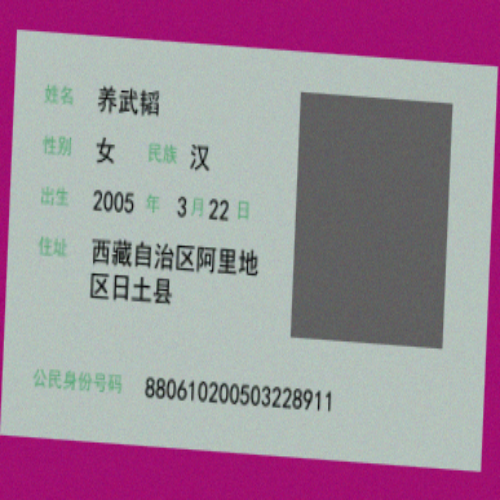 姓名 养武韬
性别 女 民族 汉
出生 2005 年 3 月 22 日
住址 西藏自治区阿里地
区日土县
公民身份号码 880610200503228911